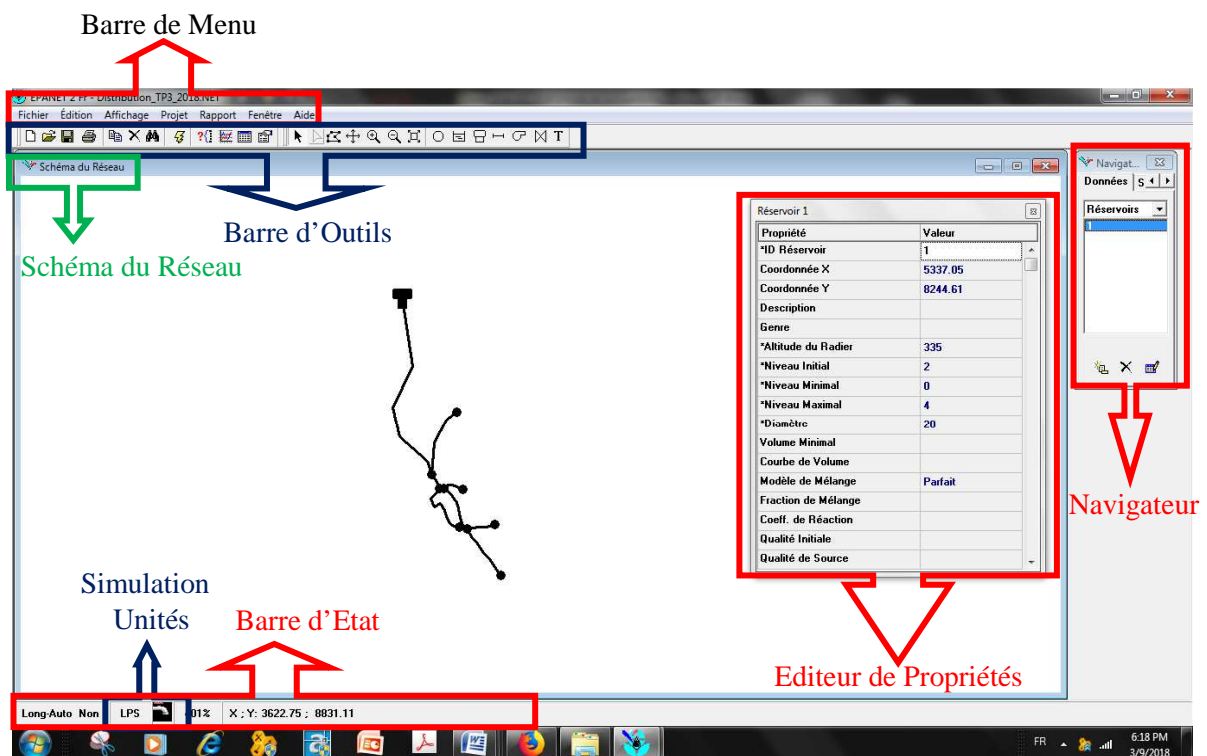 Barre de Menu
EPANET 2 Fr - Distribution_TP3_2018.NET
Fichier Édition Affichage Projet Rapport Fenêtre Aide
T
Schéma du Réseau
Barre d'Outils
Schéma du Réseau
Navigat...
Données S
Réservoirs
1
Navigateur
Réservoir 1
Propriété Valeur
*ID Réservoir 1
Coordonnée X 5337.05
Coordonnée Y 8244.61
Description
Genre
*Altitude du Radier 335
*Niveau Initial 2
*Niveau Minimal 0
*Niveau Maximal 4
*Diamètre 20
Volume Minimal
Courbe de Volume
Modèle de Mélange Parfait
Fraction de Mélange
Coeff. de Réaction
Qualité Initiale
Qualité de Source
Editeur de Propriétés
Simulation
Unités
Barre d'Etat
Long-Auto Non LPS 01% X ; Y: 3622.75 ; 8831.11
FR 6:18 PM
3/9/2018